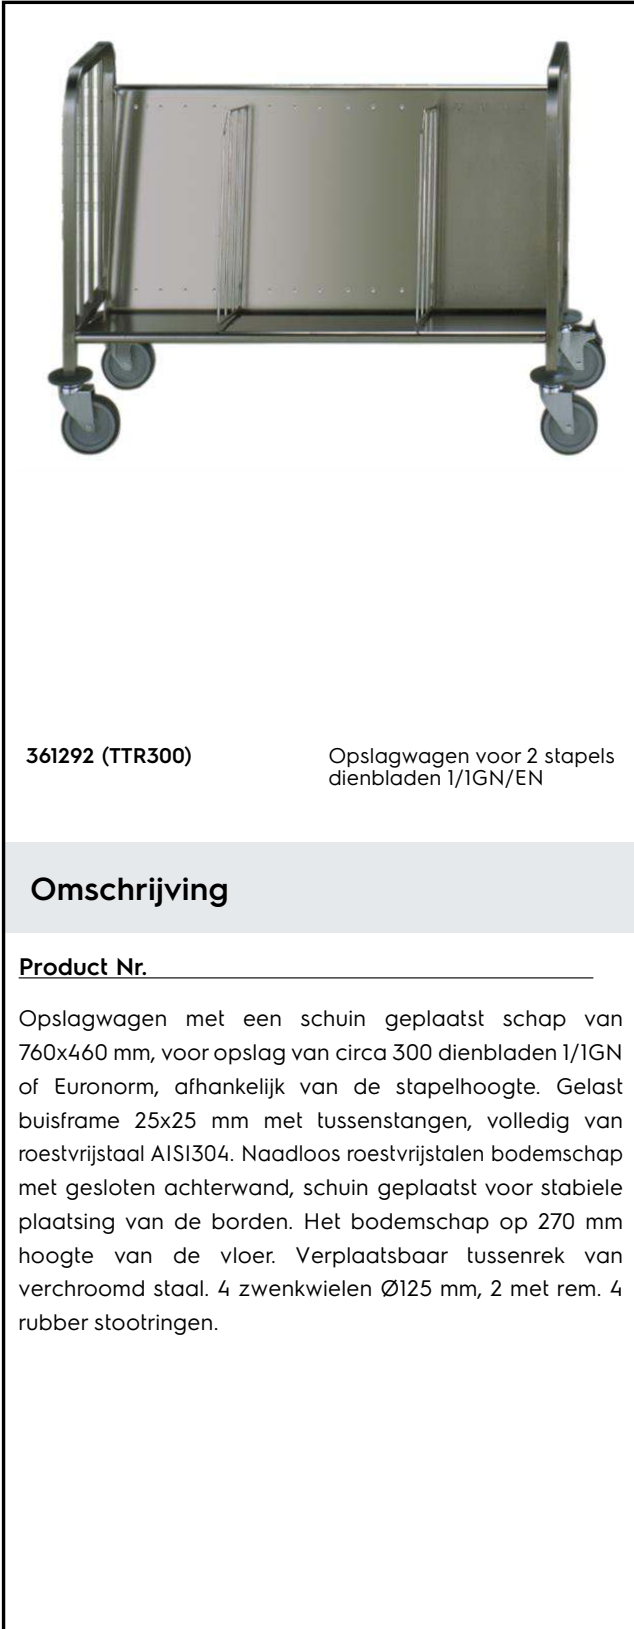 361292 (TTR300)
Opslagwagen voor 2 stapels
dienbladen 1/1GN/EN
Omschrijving
Product Nr.
Opslagwagen met een schuin geplaatst schap van
760x460 mm, voor opslag van circa 300 dienbladen 1/1GN
of Euronorm, afhankelijk van de stapelhoogte. Gelast
buisframe 25x25 mm met tussenstangen, volledig van
roestvrijstaal AISI304. Naadloos roestvrijstalen bodemschap
met gesloten achterwand, schuin geplaatst voor stabiele
plaatsing van de borden. Het bodemschap op 270 mm
hoogte van de vloer. Verplaatsbaar tussenrek van
verchroomd staal. 4 zwenkwielen Ø125 mm, 2 met rem. 4
rubber stootringen.